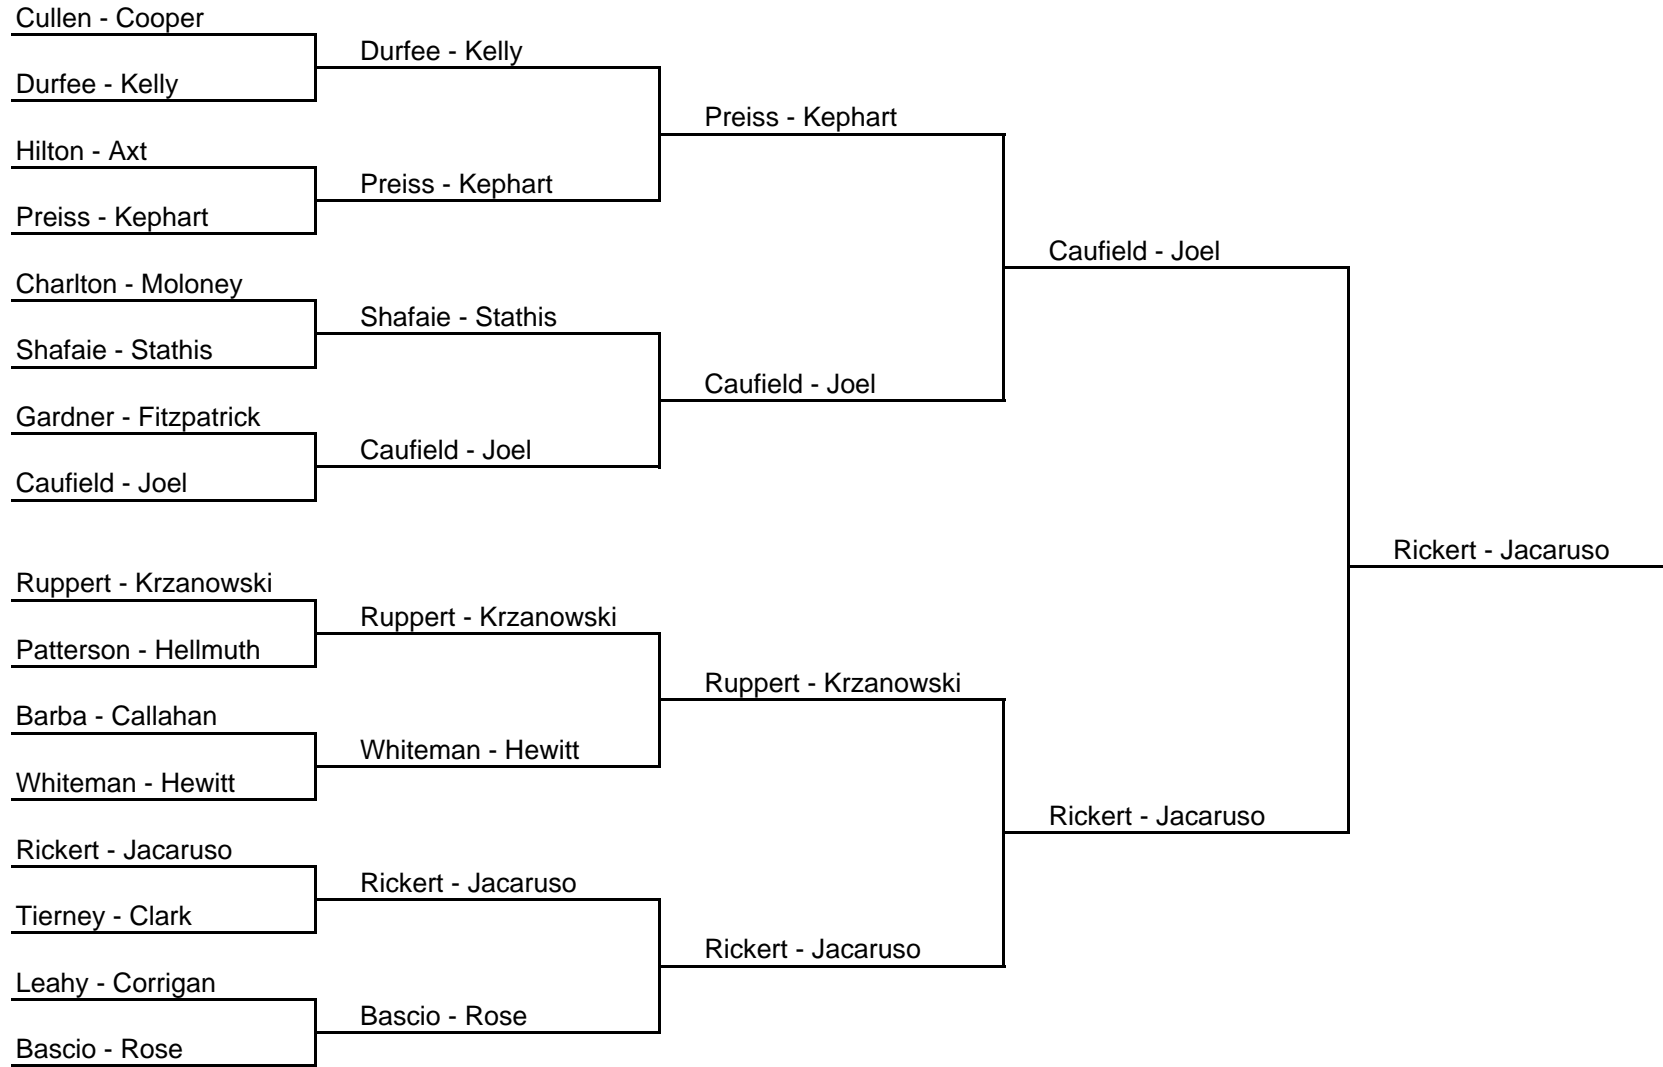 Cullen - Cooper
Durfee - Kelly
Hilton - Axt
Preiss - Kephart
Charlton - Moloney
Shafaie - Stathis
Gardner - Fitzpatrick
Caufield - Joel
Ruppert - Krzanowski
Patterson - Hellmuth
Barba - Callahan
Whiteman - Hewitt
Rickert - Jacaruso
Tierney - Clark
Leahy - Corrigan
Bascio - Rose
Durfee - Kelly
Preiss - Kephart
Shafaie - Stathis
Caufield - Joel
Ruppert - Krzanowski
Whiteman - Hewitt
Rickert - Jacaruso
Bascio - Rose
Preiss - Kephart
Caufield - Joel
Ruppert - Krzanowski
Rickert - Jacaruso
Caufield - Joel
Rickert - Jacaruso
Rickert - Jacaruso